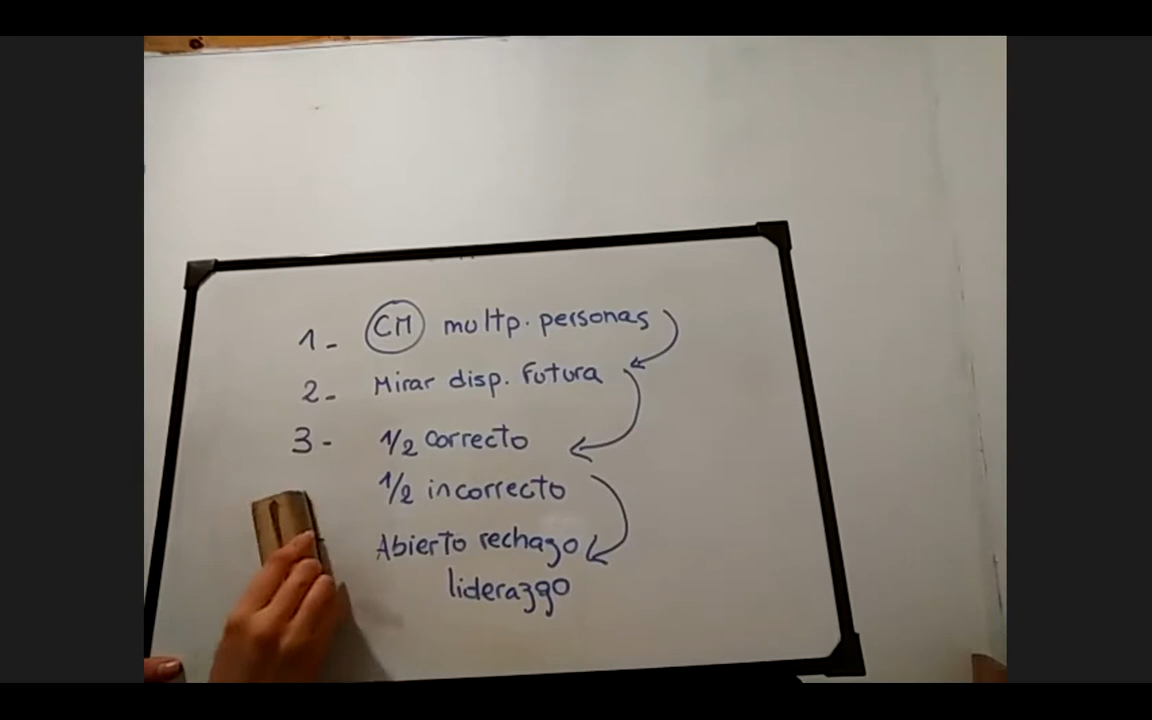 1- CM multp. personas
2- Mirar disp. Futura
3- 1/2 correcto
1/2 incorrecto
Abierto rechazo
liderazgo